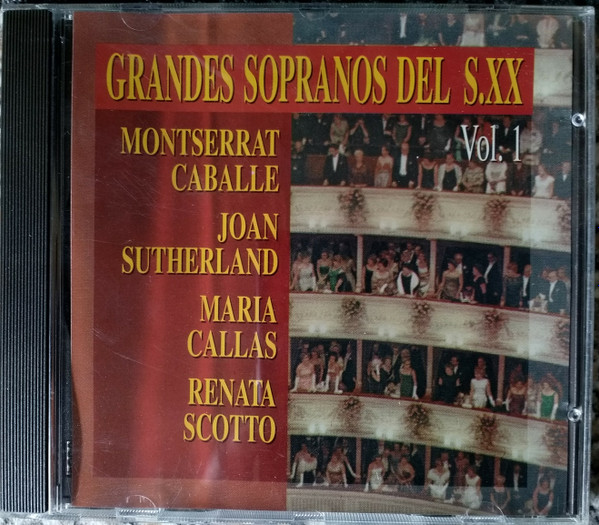 GRANDES SOPRANOS DEL S.XX
Vol. 1
MONTSERRAT
CABALLE
JOAN
SUTHERLAND
MARIA
CALLAS
RENATA
SCOTTO